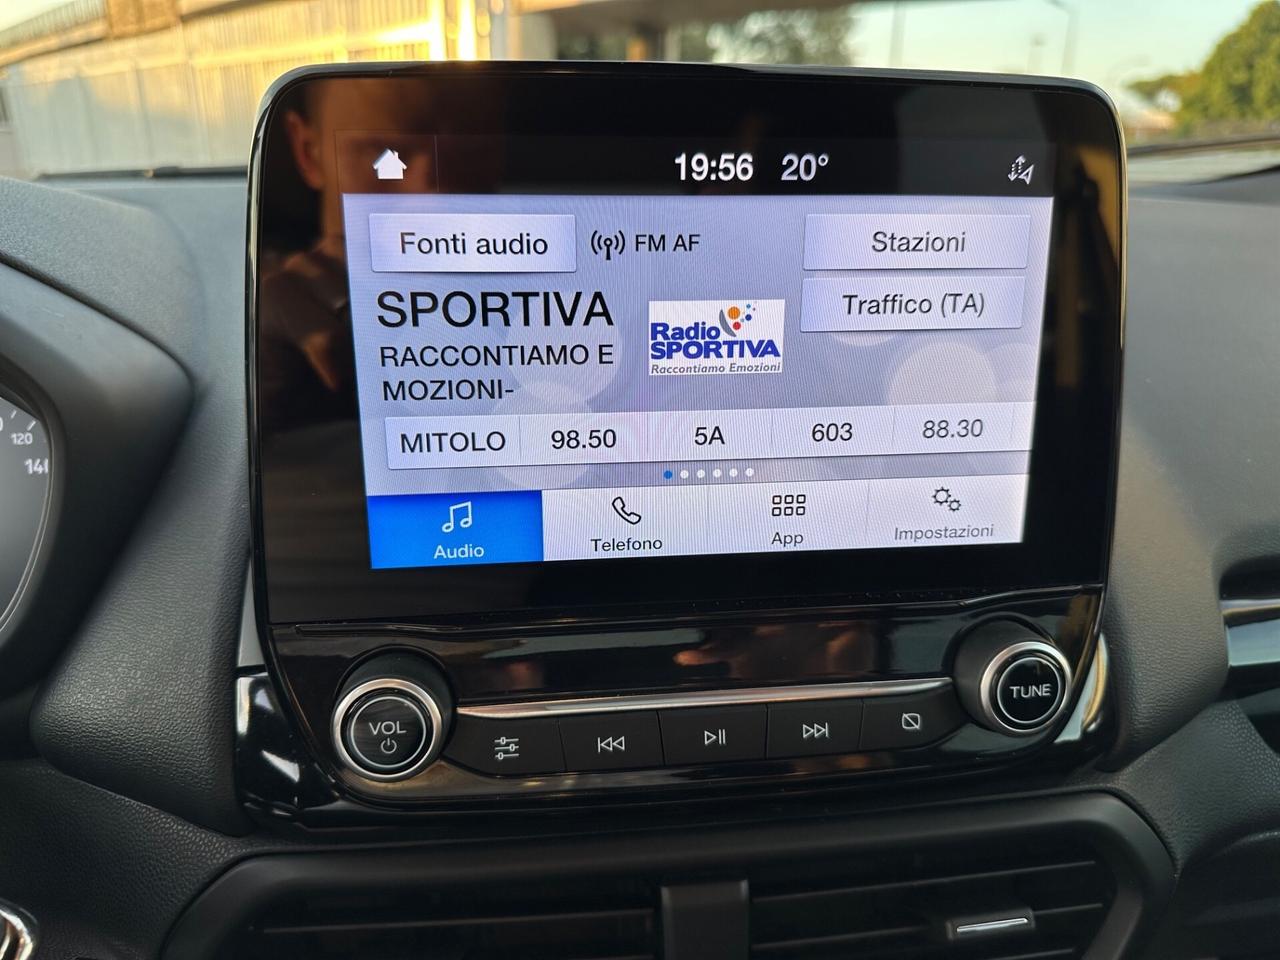 19:56 20°
Fonti audio
FM AF
Stazioni
SPORTIVA
Traffico (TA)
RACCONTIAMO E
MOZIONI-
Radio
SPORTIVA
Raccontiamo Emozioni
MITOLO 98.50 5A 603 88.30
Audio
Telefono
App
Impostazioni
VOL
TUNE
120